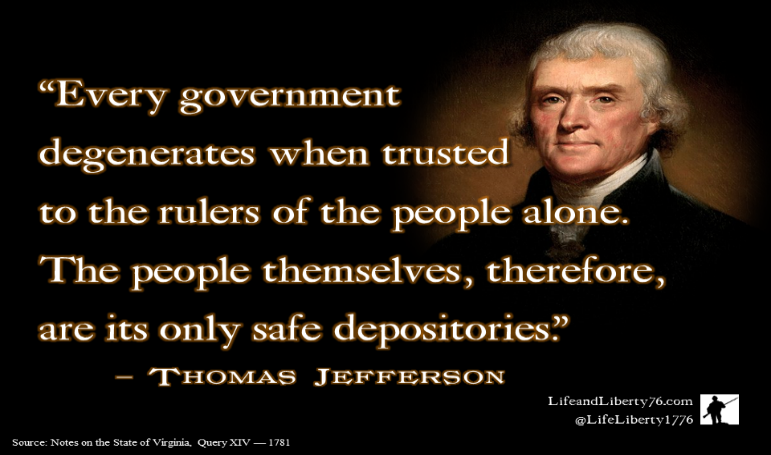 “Every government
degenerates when trusted
to the rulers of the people alone.
The people themselves, therefore,
are its only safe depositories.”
– Thomas Jefferson
LifeandLiberty76.com
@LifeLiberty1776
Source: Notes on the State of Virginia, Query XIV — 1781